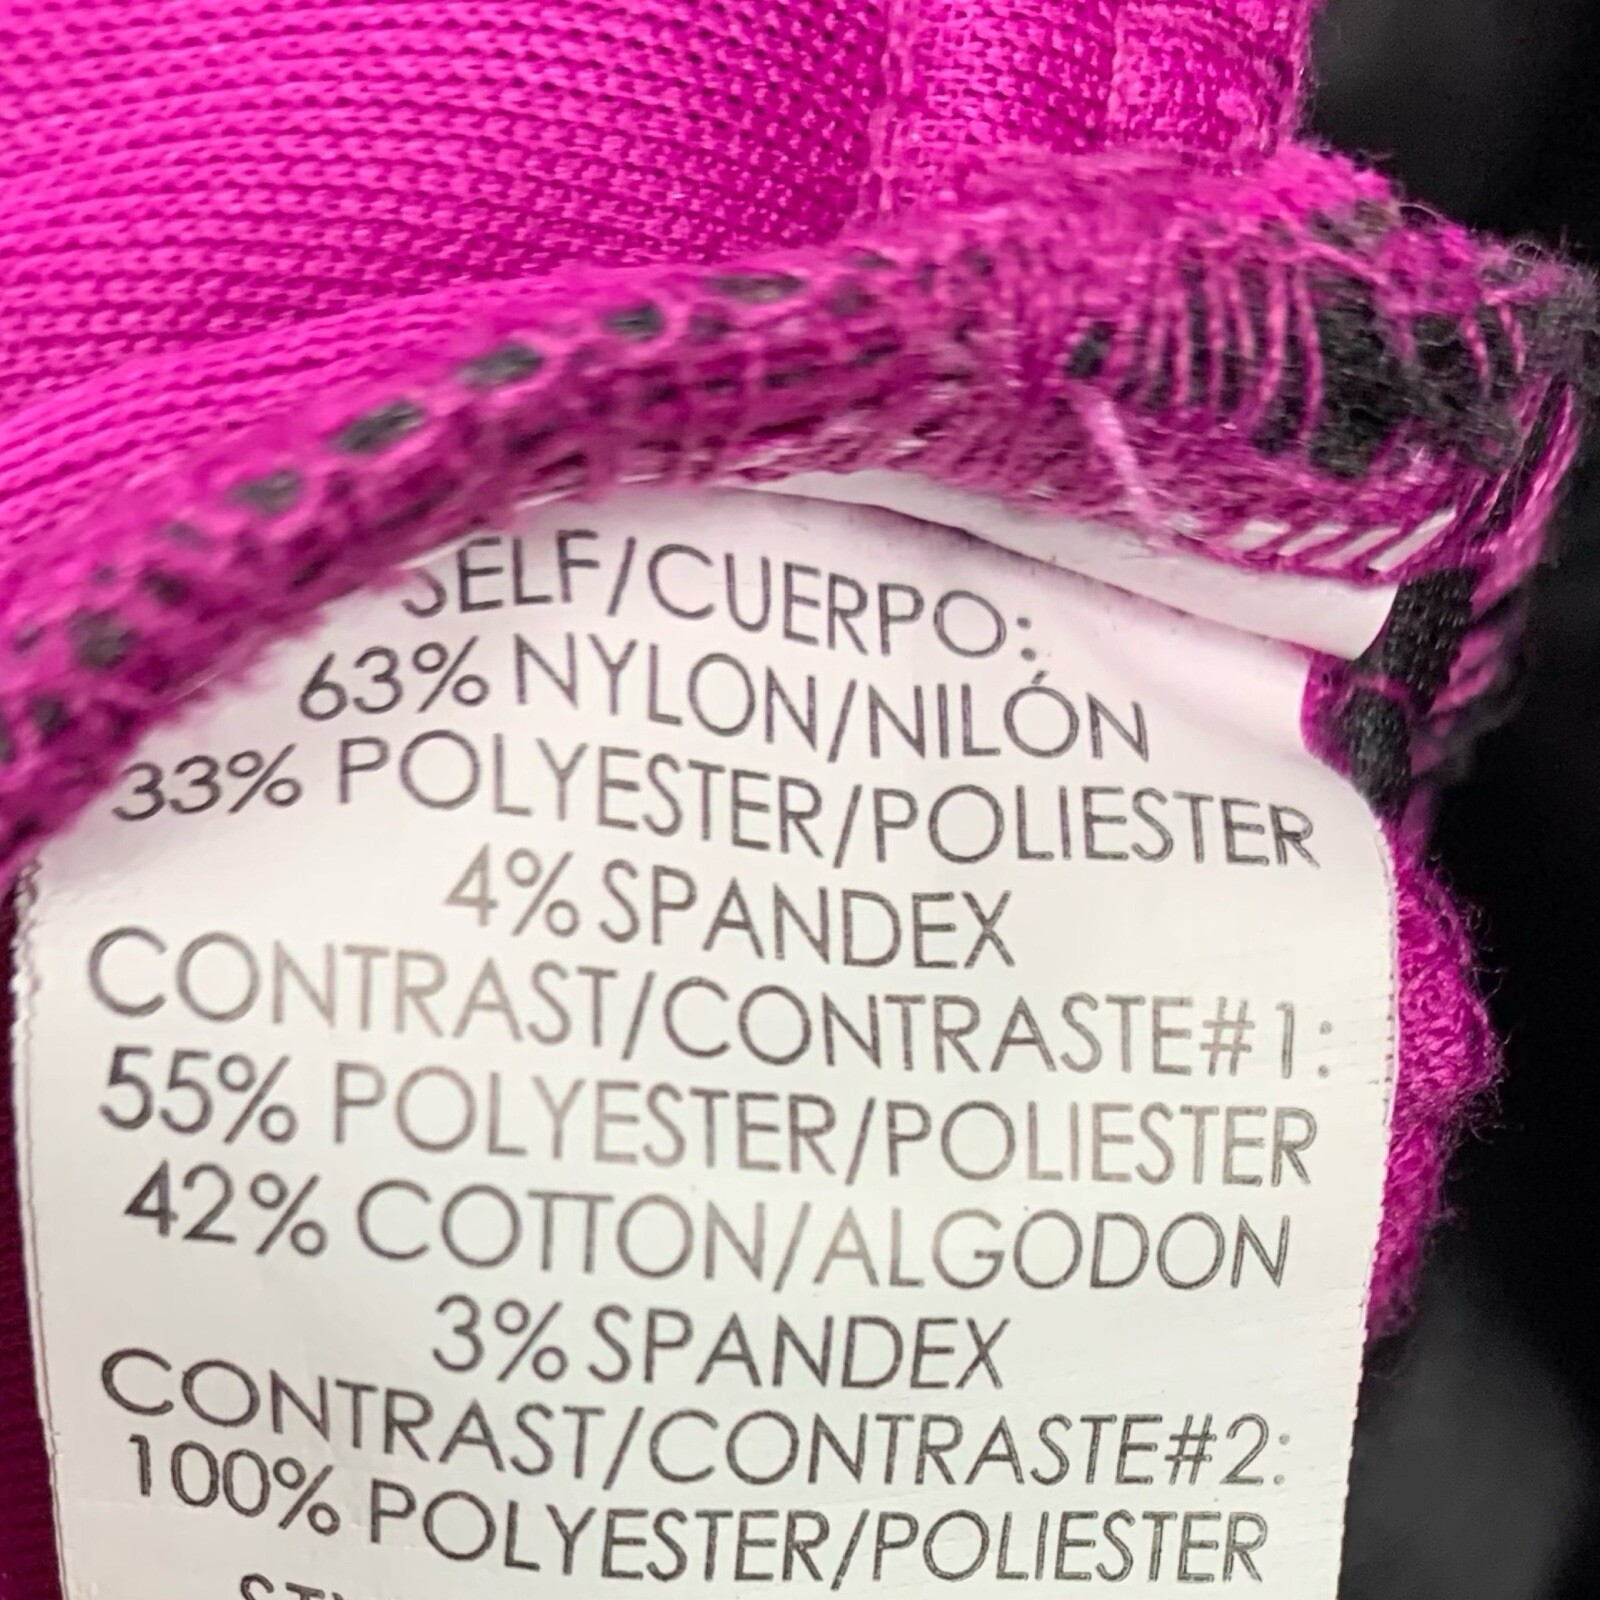 SELF/CUERPO:
63% NYLON/NILÓN
33% POLYESTER/POLIESTER
4% SPANDEX
CONTRAST/CONTRASTE#1:
55% POLYESTER/POLIESTER
42% COTTON/ALGODON
3% SPANDEX
CONTRAST/CONTRASTE#2:
100% POLYESTER/POLIESTER